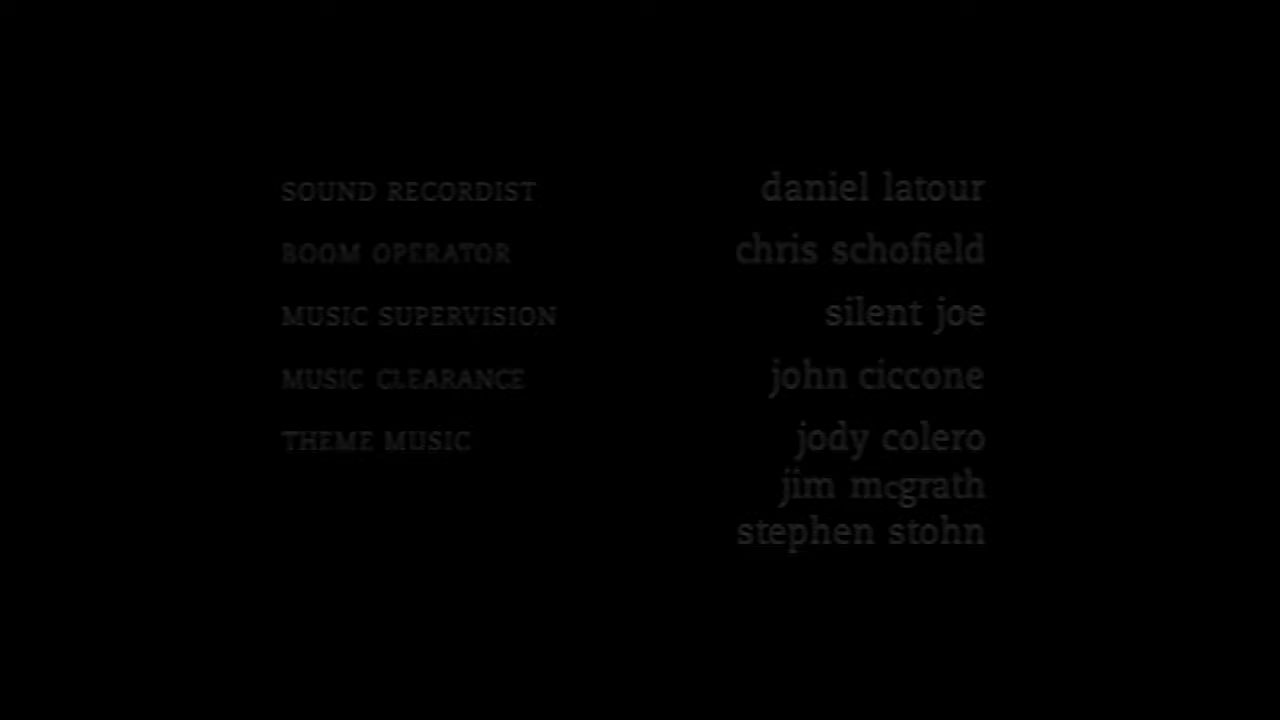 SOUND RECORDIST daniel latour
BOOM OPERATOR chris schofield
MUSIC SUPERVISION silent joe
MUSIC CLEARANCE john ciccone
THEME MUSIC jody colero
jim mcgrath
stephen stohn